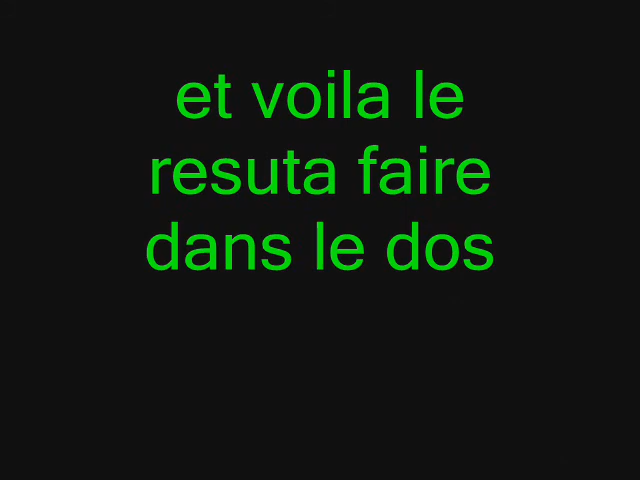 et voila le
resuta faire
dans le dos